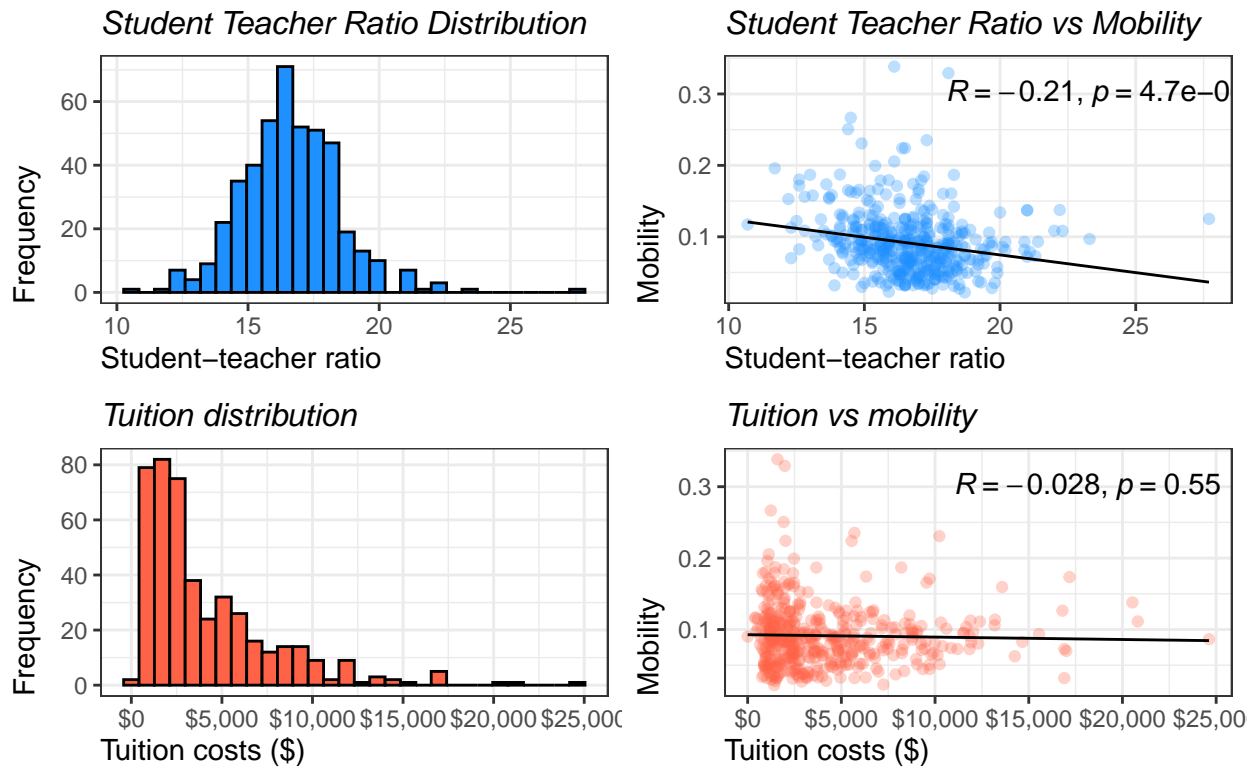 Student Teacher Ratio Distribution
60
40
20
0
Frequency
10 15 20 25
Student−teacher ratio
Student Teacher Ratio vs Mobility
R = −0.21, p = 4.7e−0
0.3
0.2
0.1
Mobility
10 15 20 25
Student−teacher ratio
Tuition distribution
80
60
40
20
0
Frequency
$0 $5,000 $10,000 $15,000 $20,000 $25,000
Tuition costs ($)
Tuition vs mobility
R = −0.028, p = 0.55
0.3
0.2
0.1
Mobility
$0 $5,000 $10,000 $15,000 $20,000 $25,00
Tuition costs ($)